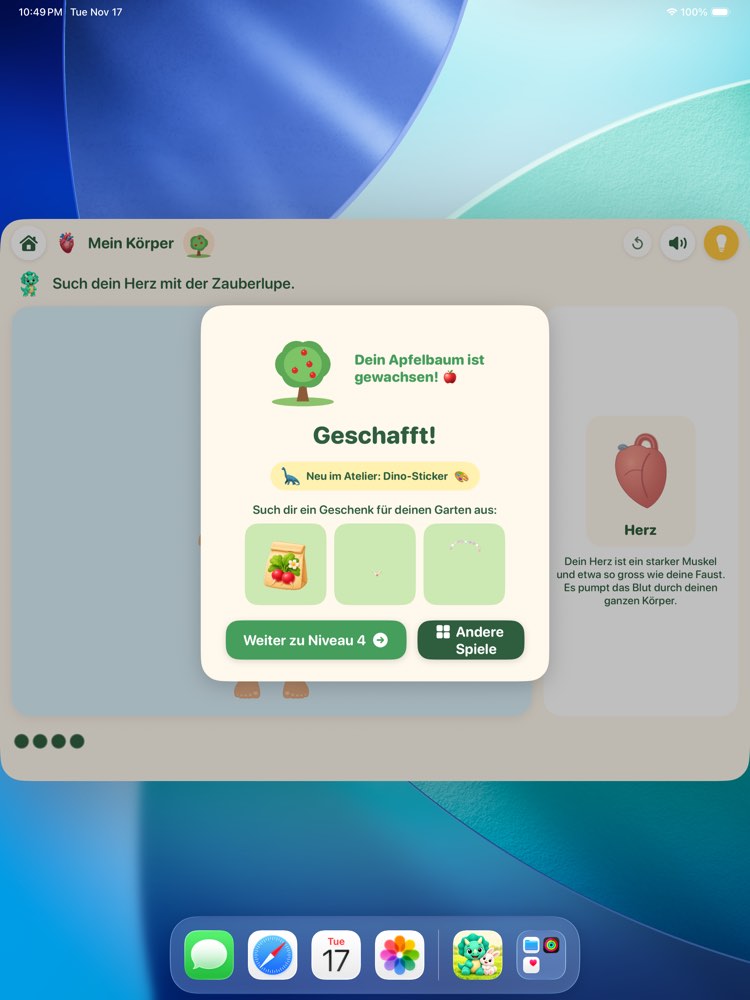 10:49 PM Tue Nov 17
100%
Mein Körper
Such dein Herz mit der Zauberlupe.
Dein Apfelbaum ist
gewachsen!
Geschafft!
Neu im Atelier: Dino-Sticker
Such dir ein Geschenk für deinen Garten aus:
Weiter zu Niveau 4
Andere
Spiele
Herz
Dein Herz ist ein starker Muskel
und etwa so gross wie deine Faust.
Es pumpt das Blut durch deinen
ganzen Körper.
Tue
17